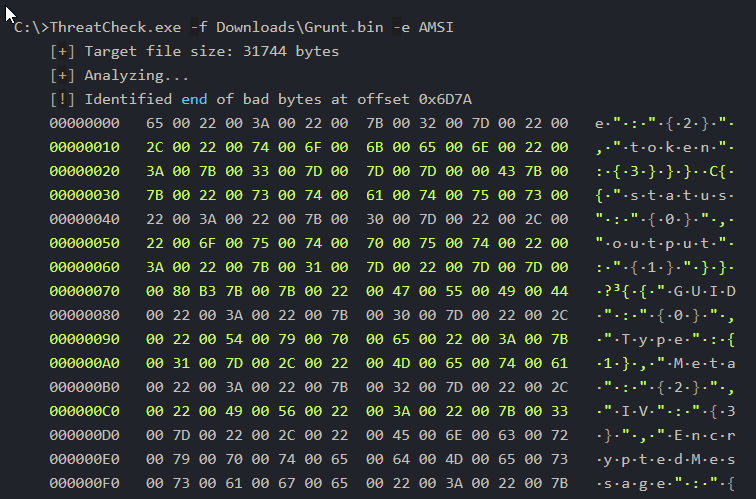 C:\>ThreatCheck.exe -f Downloads\Grunt.bin -e AMSI
[+] Target file size: 31744 bytes
[+] Analyzing...
[!] Identified end of bad bytes at offset 0x6D7A
00000000 65 00 22 00 3A 00 22 00 7B 00 32 00 7D 00 22 00 e·"·:·"·{·2·}·"·
00000010 2C 00 22 00 74 00 6F 00 6B 00 65 00 6E 00 22 00 ,·"·t·o·k·e·n·"·
00000020 3A 00 7B 00 33 00 7D 00 7D 00 7D 00 00 43 7B 00 :·{·3·}·}·}··C{·
00000030 7B 00 22 00 73 00 74 00 61 00 74 00 75 00 73 00 {·"·s·t·a·t·u·s·
00000040 22 00 3A 00 22 00 7B 00 30 00 7D 00 22 00 2C 00 "·:·"·{·0·}·"·,·
00000050 22 00 6F 00 75 00 74 00 70 00 75 00 74 00 22 00 "·o·u·t·p·u·t·"·
00000060 3A 00 22 00 7B 00 31 00 7D 00 22 00 7D 00 7D 00 :·"·{·1·}·"·}·}·
00000070 00 80 B3 7B 00 7B 00 22 00 47 00 55 00 49 00 44 ·?³{·{·"·G·U·I·D
00000080 00 22 00 3A 00 22 00 7B 00 30 00 7D 00 22 00 2C ·"·:·"·{·0·}·"·,
00000090 00 22 00 54 00 79 00 70 00 65 00 22 00 3A 00 7B ·"·T·y·p·e·"·:·{
000000A0 00 31 00 7D 00 2C 00 22 00 4D 00 65 00 74 00 61 ·1·}·,·"·M·e·t·a
000000B0 00 22 00 3A 00 22 00 7B 00 32 00 7D 00 22 00 2C ·"·:·"·{·2·}·"·,
000000C0 00 22 00 49 00 56 00 22 00 3A 00 22 00 7B 00 33 ·"·I·V·"·:·"·{·3
000000D0 00 7D 00 22 00 2C 00 22 00 45 00 6E 00 63 00 72 ·}·"·,·"·E·n·c·r
000000E0 00 79 00 70 00 74 00 65 00 64 00 4D 00 65 00 73 ·y·p·t·e·d·M·e·s
000000F0 00 73 00 61 00 67 00 65 00 22 00 3A 00 22 00 7B ·s·a·g·e·"·:·"·{